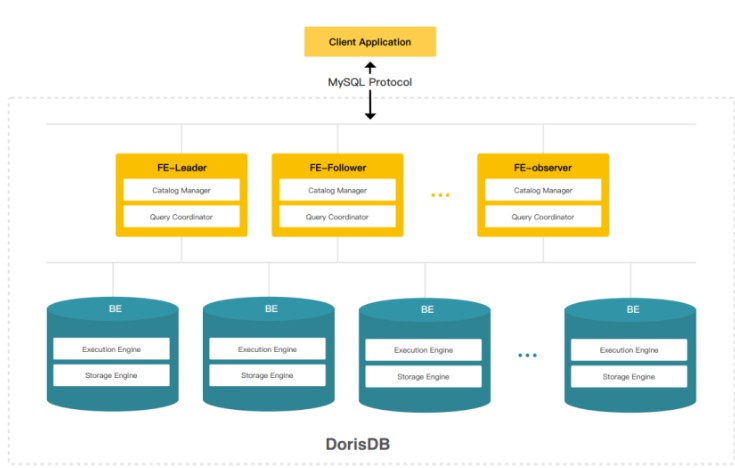 Client Application
MySQL Protocol
FE-Leader
Catalog Manager
Query Coordinator
FE-Follower
Catalog Manager
Query Coordinator
...
FE-observer
Catalog Manager
Query Coordinator
BE
Execution Engine
Storage Engine
BE
Execution Engine
Storage Engine
BE
Execution Engine
Storage Engine
...
BE
Execution Engine
Storage Engine
DorisDB